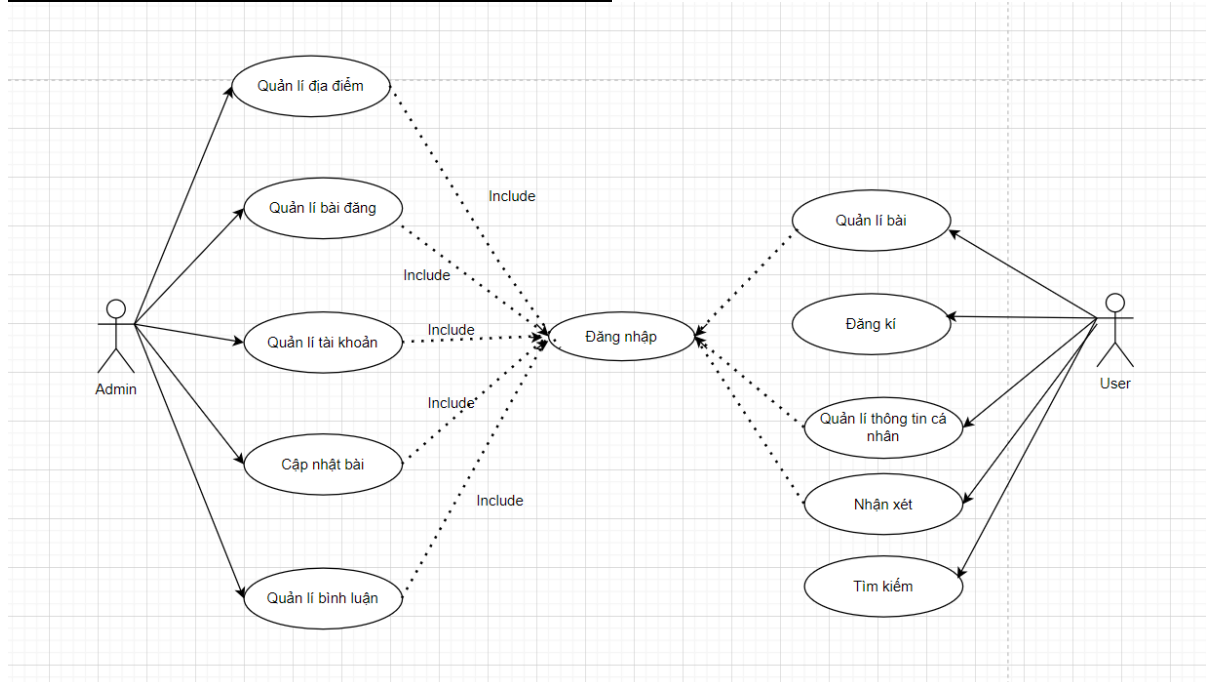 Quản lí địa điểm
Include
Quản lí bài đăng
Quản lí bài
Include
Đăng kí
Include
Quản lí tài khoản
Đăng nhập
Admin
User
Include
Quản lí thông tin cá
nhân
Cập nhật bài
Include
Nhận xét
Tìm kiếm
Quản lí bình luận